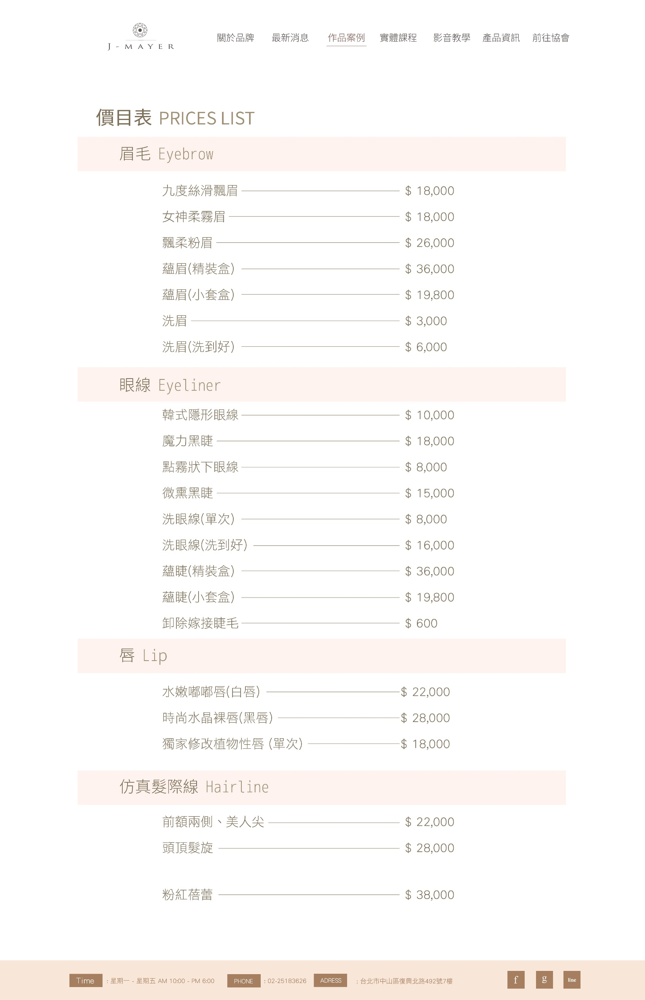 J - MAYER
關於品牌 最新消息 作品案例 實體課程 影音教學 產品資訊 前往協會
價目表 PRICES LIST
眉毛 Eyebrow
九度絲滑飄眉 $ 18,000
女神柔霧眉 $ 18,000
飄柔粉眉 $ 26,000
蘊眉(精裝盒) $ 36,000
蘊眉(小套盒) $ 19,800
洗眉 $ 3,000
洗眉(洗到好) $ 6,000
眼線 Eyeliner
韓式隱形眼線 $ 10,000
魔力黑睫 $ 18,000
點霧狀下眼線 $ 8,000
微熏黑睫 $ 15,000
洗眼線(單次) $ 8,000
洗眼線(洗到好) $ 16,000
蘊睫(精裝盒) $ 36,000
蘊睫(小套盒) $ 19,800
卸除嫁接睫毛 $ 600
唇 Lip
水嫩嘟嘟唇(白唇) $ 22,000
時尚水晶裸唇(黑唇) $ 28,000
獨家修改植物性唇 (單次) $ 18,000
仿真髮際線 Hairline
前額兩側、美人尖 $ 22,000
頭頂髮旋 $ 28,000
粉紅蓓蕾 $ 38,000
Time : 星期一 - 星期五 AM 10:00 - PM 6:00 PHONE : 02-25183626 ADRESS : 台北市中山區復興北路492號7樓 f g line